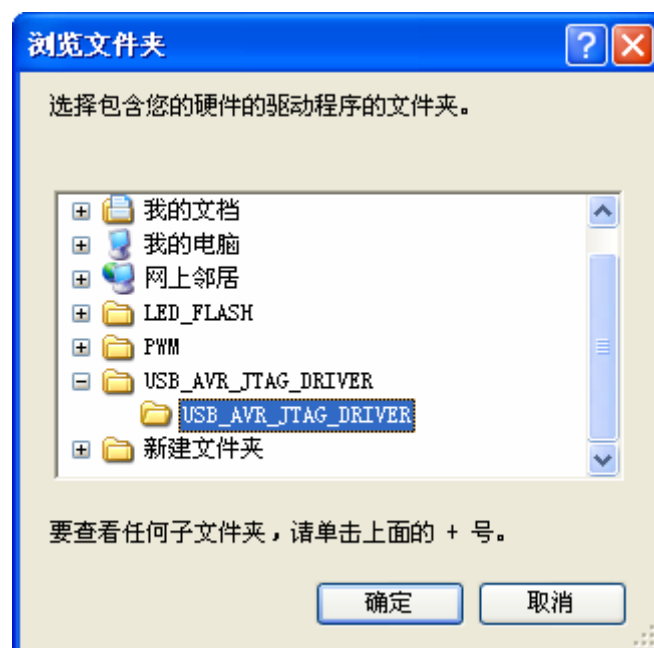 浏览文件夹
选择包含您的硬件的驱动程序的文件夹。
我的文档
我的电脑
网上邻居
LED_FLASH
PWM
USB_AVR_JTAG_DRIVER
USB_AVR_JTAG_DRIVER
新建文件夹
要查看任何子文件夹，请单击上面的 + 号。
确定 取消